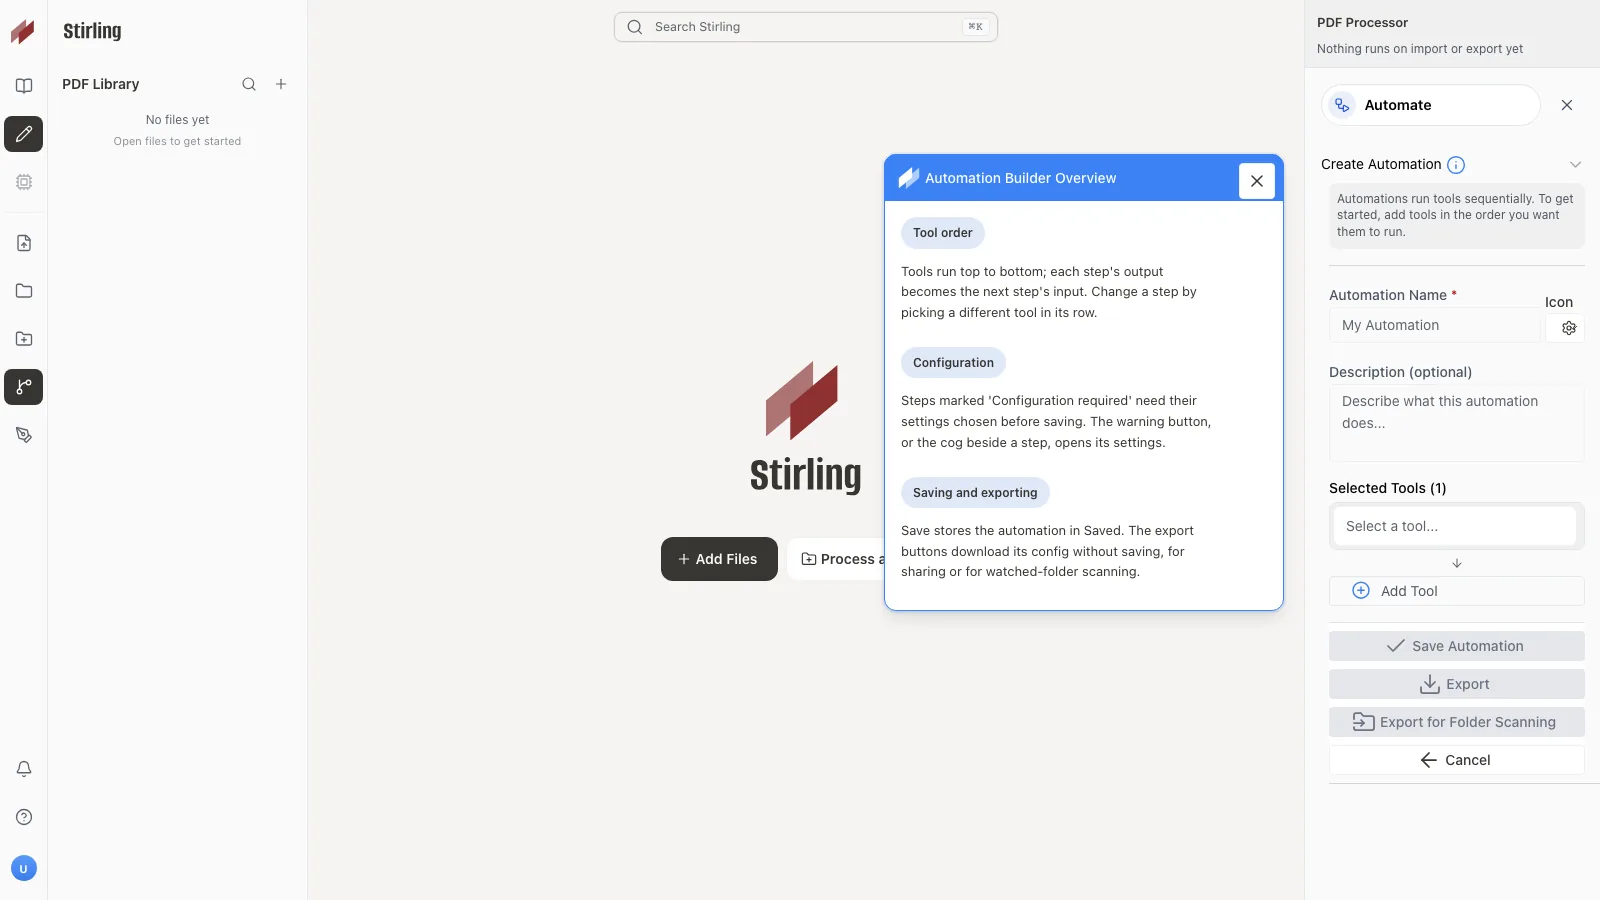 Stirling
PDF Library
No files yet
Open files to get started
U
Search Stirling
⌘K
Stirling
Add Files
Process a
Automation Builder Overview
Tool order
Tools run top to bottom; each step's output
becomes the next step's input. Change a step by
picking a different tool in its row.
Configuration
Steps marked 'Configuration required' need their
settings chosen before saving. The warning button,
or the cog beside a step, opens its settings.
Saving and exporting
Save stores the automation in Saved. The export
buttons download its config without saving, for
sharing or for watched-folder scanning.
PDF Processor
Nothing runs on import or export yet
Automate
Create Automation
Automations run tools sequentially. To get
started, add tools in the order you want
them to run.
Automation Name *
Icon
My Automation
Description (optional)
Describe what this automation
does...
Selected Tools (1)
Select a tool...
Add Tool
Save Automation
Export
Export for Folder Scanning
Cancel